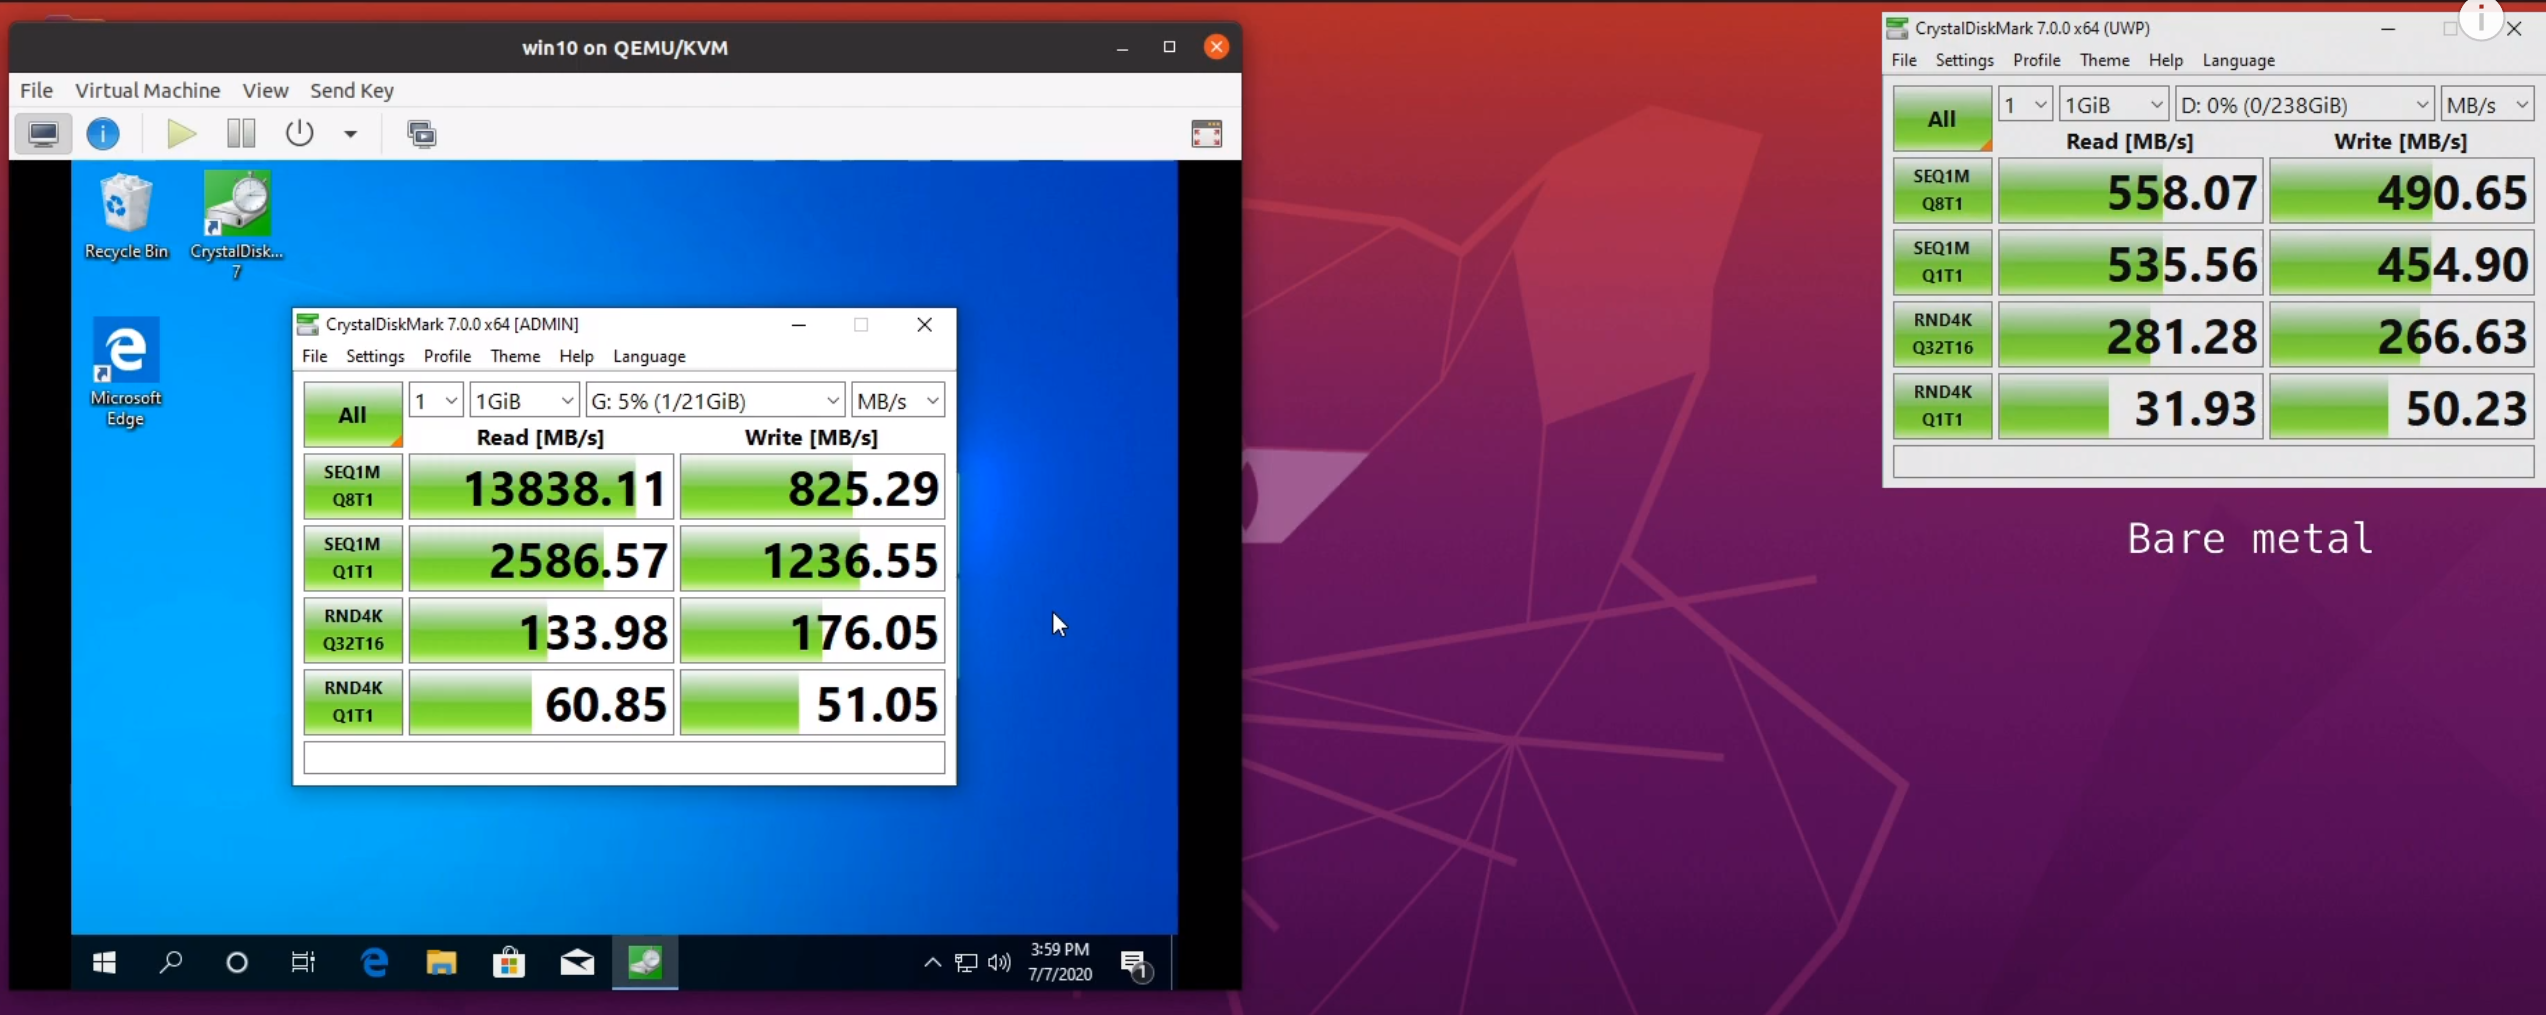 win10 on QEMU/KVM
File Virtual Machine View Send Key
Recycle Bin
CrystalDisk...
7
Microsoft
Edge
CrystalDiskMark 7.0.0 x64 [ADMIN]
File Settings Profile Theme Help Language
All 1 1GiB G: 5% (1/21GiB) MB/s
Read [MB/s] Write [MB/s]
SEQ1M
Q8T1 13838.11 825.29
SEQ1M
Q1T1 2586.57 1236.55
RND4K
Q32T16 133.98 176.05
RND4K
Q1T1 60.85 51.05
3:59 PM
7/7/2020
1
CrystalDiskMark 7.0.0 x64 (UWP)
File Settings Profile Theme Help Language
All 1 1GiB D: 0% (0/238GiB) MB/s
Read [MB/s] Write [MB/s]
SEQ1M
Q8T1 558.07 490.65
SEQ1M
Q1T1 535.56 454.90
RND4K
Q32T16 281.28 266.63
RND4K
Q1T1 31.93 50.23
Bare metal